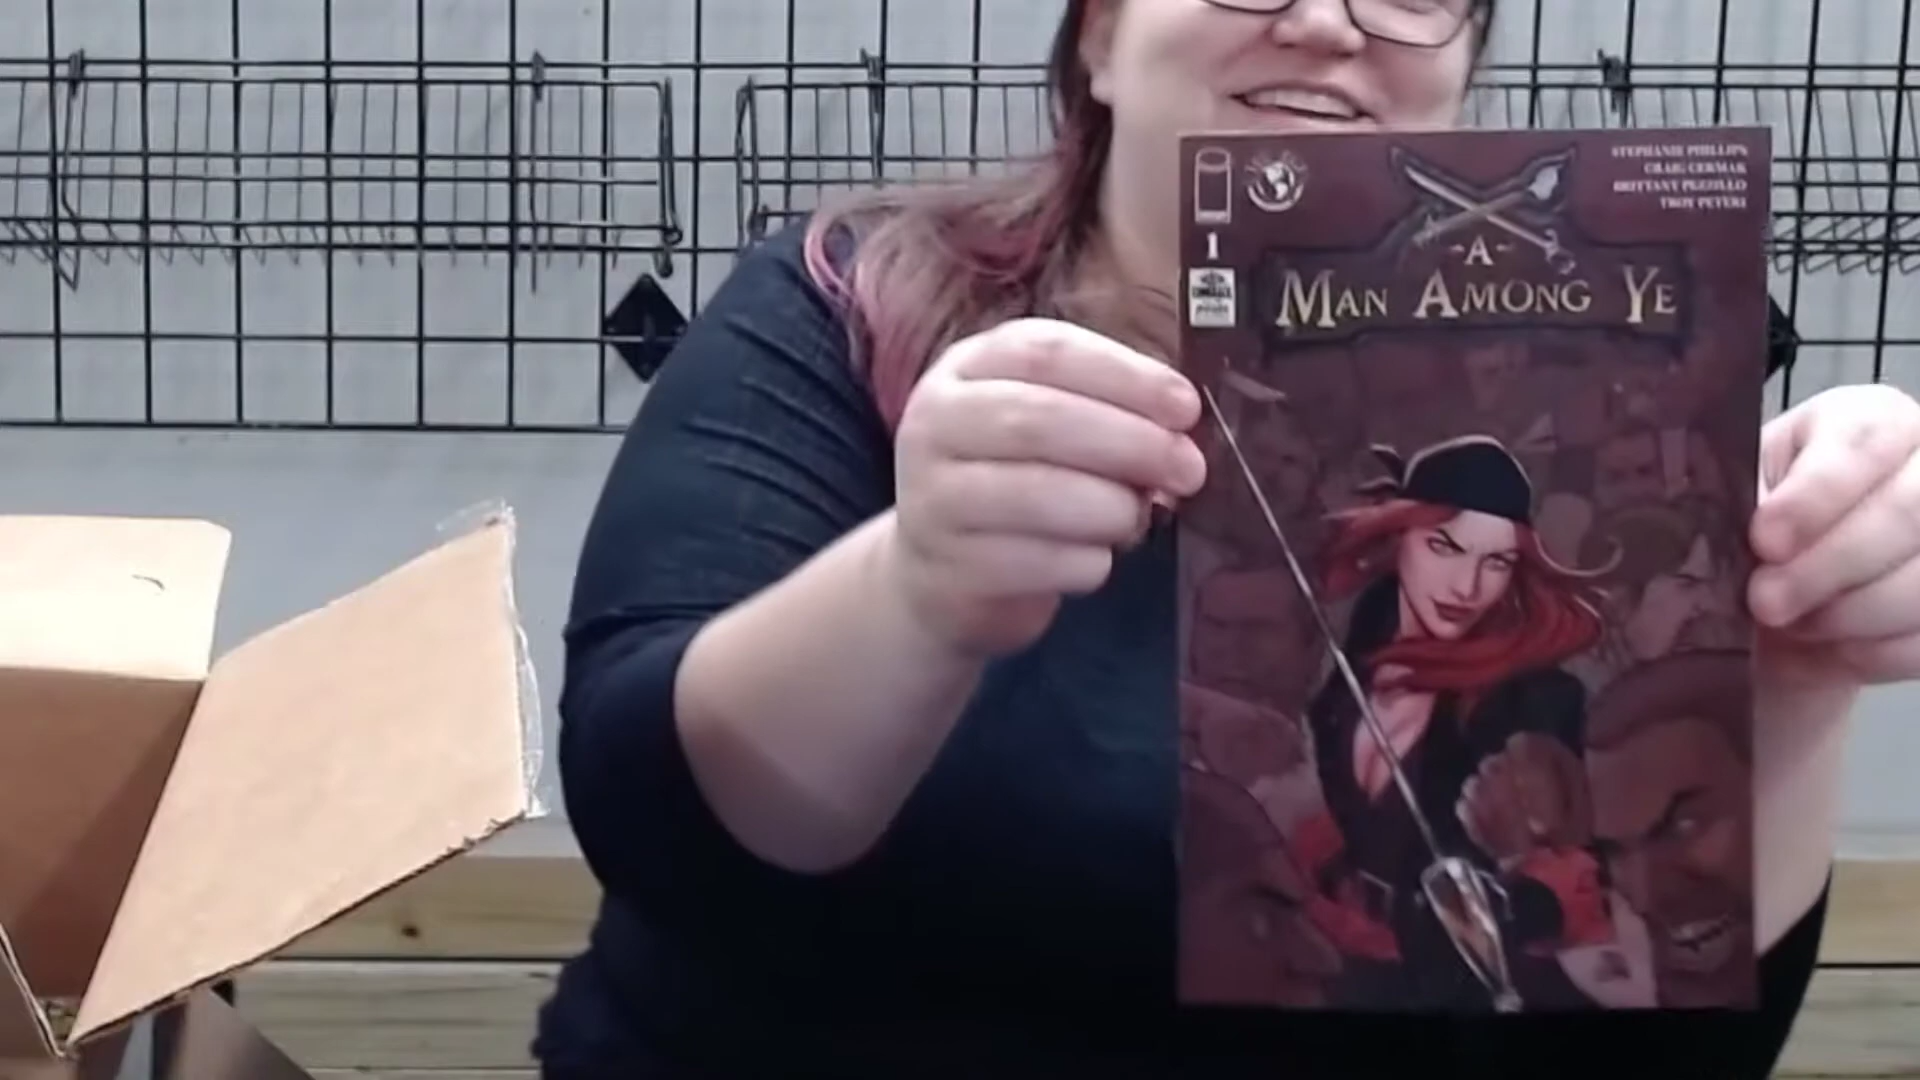 STEPHANIE PHILLIPS
CRAIG CERMAK
BRITTANY PEZZILLO
TROY PETERI
1
-A-
MAN AMONG YE